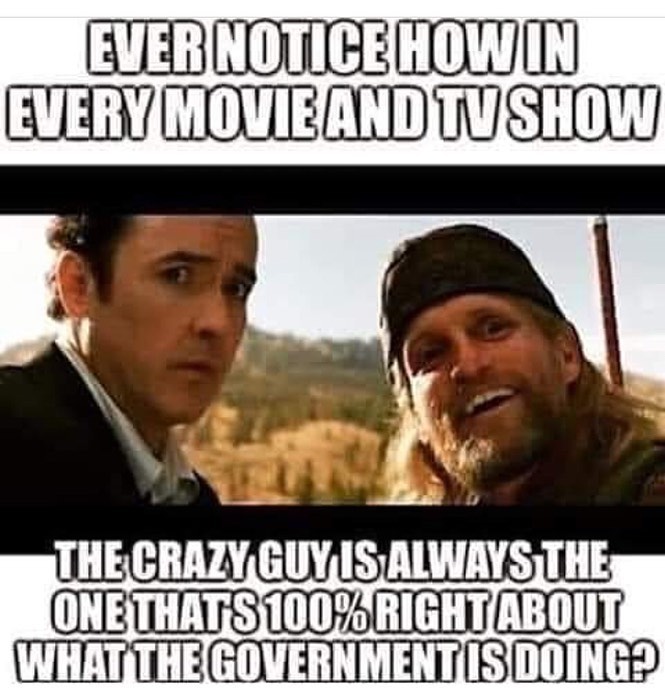 EVER NOTICE HOW IN
EVERY MOVIE AND TV SHOW
THE CRAZY GUY IS ALWAYS THE
ONE THAT'S 100% RIGHT ABOUT
WHAT THE GOVERNMENT IS DOING?